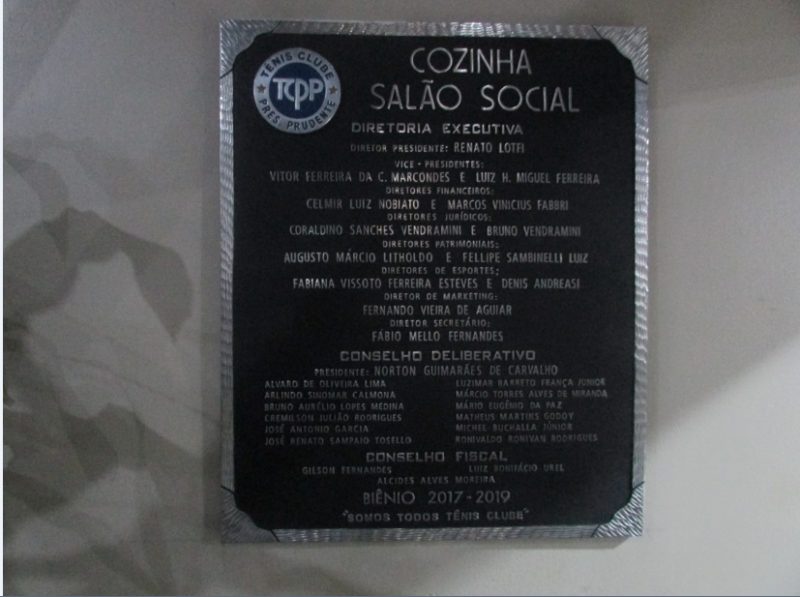 TÊNIS CLUBE
TCPP
PRES. PRUDENTE
COZINHA
SALÃO SOCIAL
DIRETORIA EXECUTIVA
DIRETOR PRESIDENTE: RENATO LOTFI
VICE - PRESIDENTES:
VITOR FERREIRA DA C. MARCONDES E LUIZ H. MIGUEL FERREIRA
DIRETORES FINANCEIROS:
CELMIR LUIZ NOBIATO E MARCOS VINICIUS FABBRI
DIRETORES JURÍDICOS:
CORALDINO SANCHES VENDRAMINI E BRUNO VENDRAMINI
DIRETORES PATRIMONIAIS:
AUGUSTO MÁRCIO LITHOLDO E FELLIPE SAMBINELLI LUIZ
DIRETORES DE ESPORTES;
FABIANA VISSOTO FERREIRA ESTEVES E DENIS ANDREASI
DIRETOR DE MARKETING:
FERNANDO VIEIRA DE AGUIAR
DIRETOR SECRETÁRIO:
FÁBIO MELLO FERNANDES
CONSELHO DELIBERATIVO
PRESIDENTE: NORTON GUIMARÃES DE CARVALHO
ALVARO DE OLIVEIRA LIMA
ARLINDO SINOMAR CALMONA
BRUNO AURÉLIO LOPES MEDINA
CREMILSON JULIÃO RODRIGUES
JOSÉ ANTONIO GARCIA
JOSÉ RENATO SAMPAIO TOSELLO
LUZIMAR BARRETO FRANÇA JÚNIOR
MÁRCIO TORRES ALVES DE MIRANDA
MÁRIO EUGÊNIO DA PAZ
MATHEUS MARTINS GODOY
MICHEL BUCHALLA JÚNIOR
RONIVALDO RONIVAN RODRIGUES
CONSELHO FISCAL
GILSON FERNANDES LUIZ BONIFÁCIO UREL
ALCIDES ALVES MOREIRA
BIÊNIO 2017-2019
"SOMOS TODOS TÊNIS CLUBE"